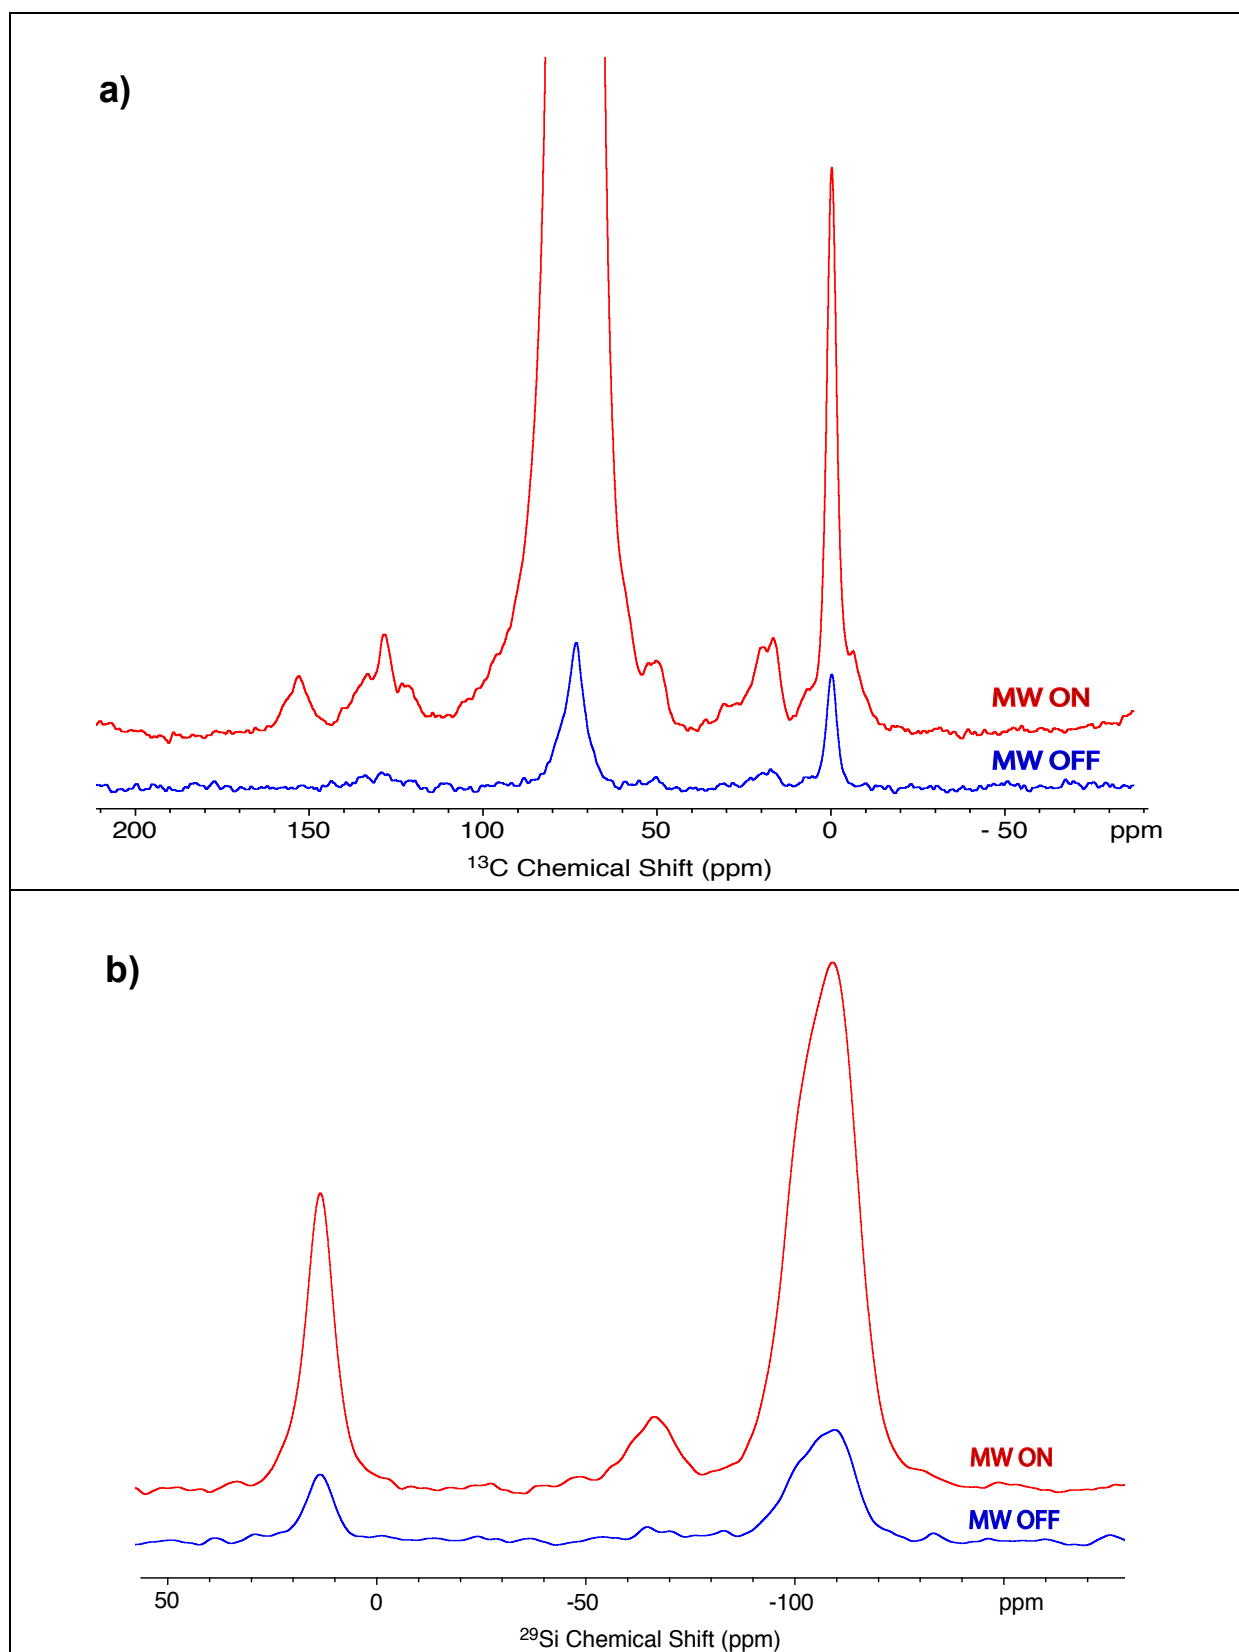 a)
MW ON
MW OFF
200 150 100 50 0 - 50 ppm
¹³C Chemical Shift (ppm)
b)
MW ON
MW OFF
50 0 -50 -100 ppm
²⁹Si Chemical Shift (ppm)